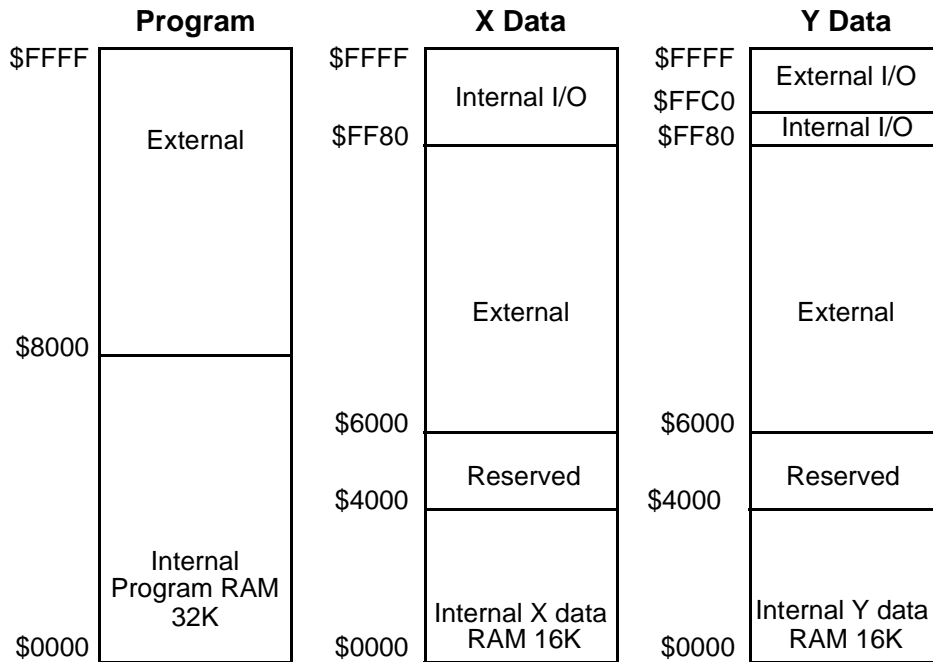 Program
$FFFF
External
$8000
Internal
Program RAM
32K
$0000
X Data
$FFFF
Internal I/O
$FF80
External
$6000
Reserved
$4000
Internal X data
RAM 16K
$0000
Y Data
$FFFF
External I/O
$FFC0
Internal I/O
$FF80
External
$6000
Reserved
$4000
Internal Y data
RAM 16K
$0000